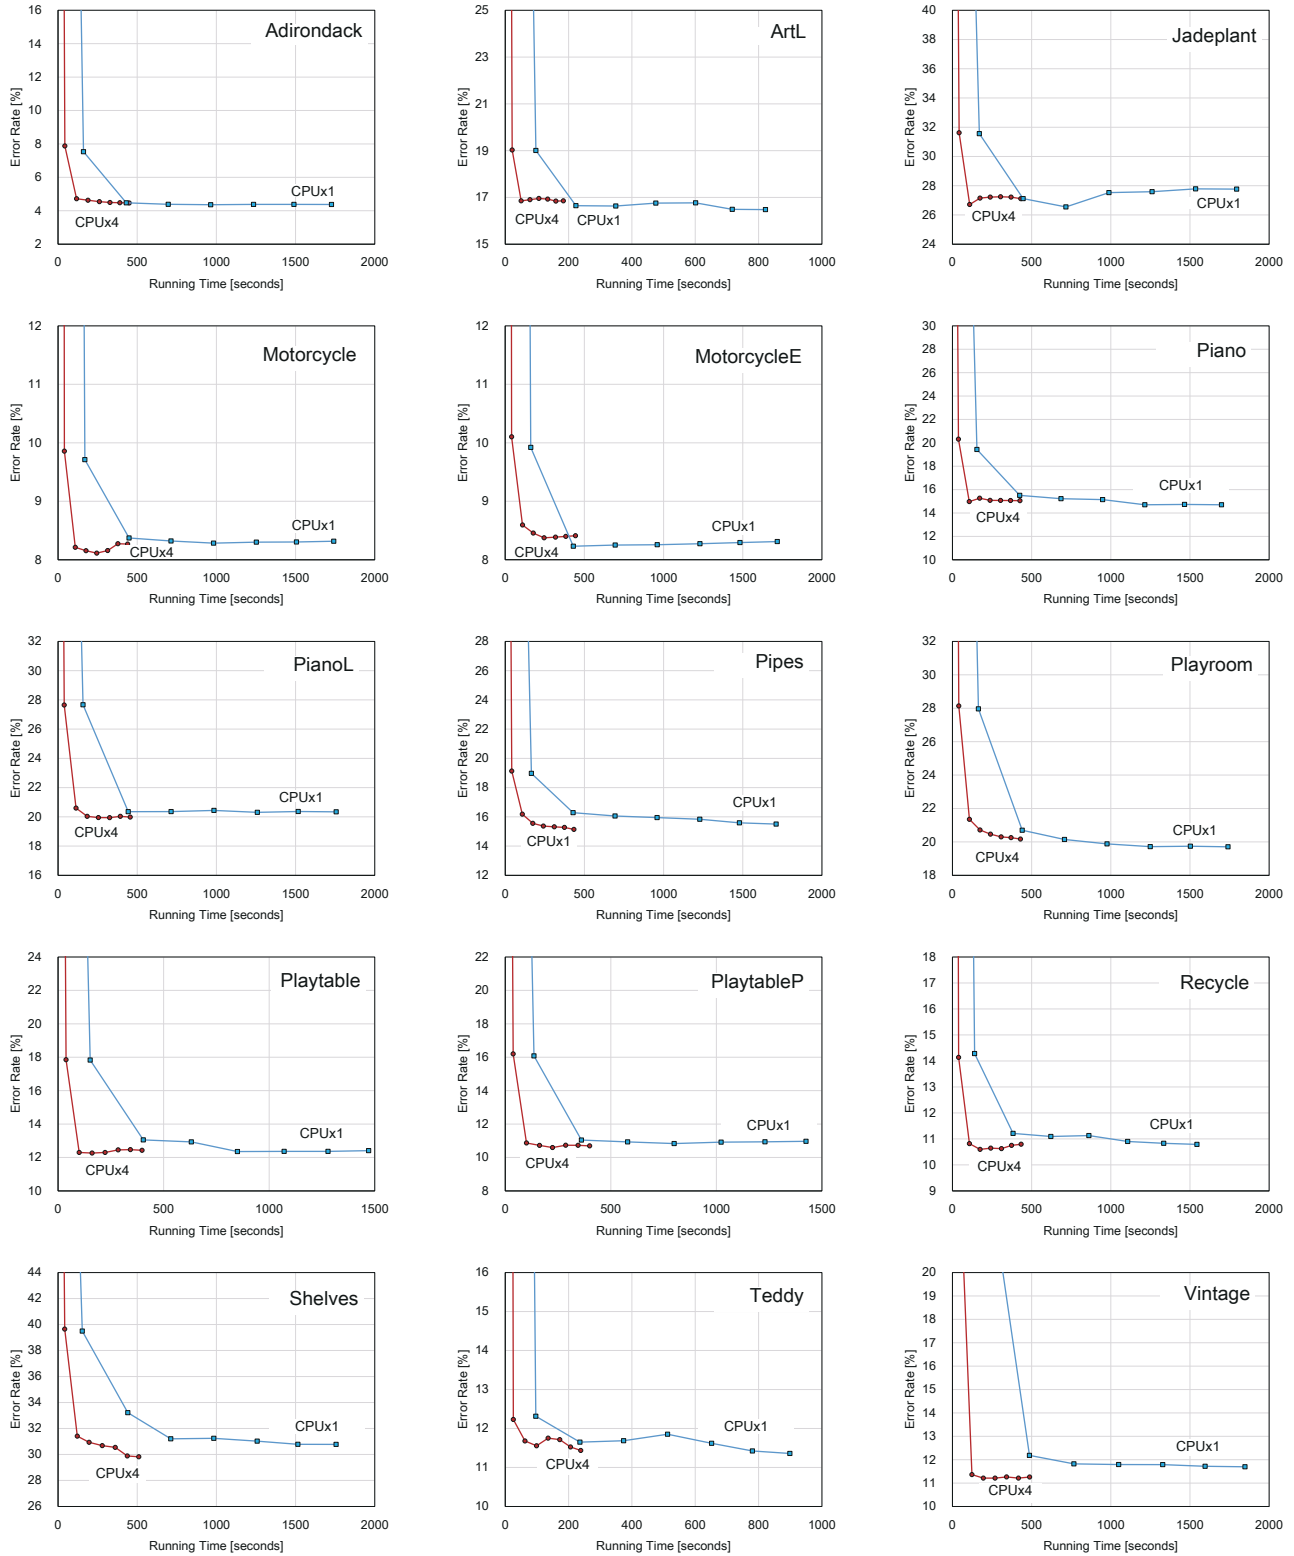 Adirondack
Error Rate [%]
16
14
12
10
8
6
4
2
CPUx1
CPUx4
0 500 1000 1500 2000
Running Time [seconds]
ArtL
Error Rate [%]
25
23
21
19
17
15
CPUx4 CPUx1
0 200 400 600 800 1000
Running Time [seconds]
Jadeplant
Error Rate [%]
40
38
36
34
32
30
28
26
24
CPUx4 CPUx1
0 500 1000 1500 2000
Running Time [seconds]
Motorcycle
Error Rate [%]
12
11
10
9
8
CPUx1
CPUx4
0 500 1000 1500 2000
Running Time [seconds]
MotorcycleE
Error Rate [%]
12
11
10
9
8
CPUx1
CPUx4
0 500 1000 1500 2000
Running Time [seconds]
Piano
Error Rate [%]
30
28
26
24
22
20
18
16
14
12
10
CPUx1
CPUx4
0 500 1000 1500 2000
Running Time [seconds]
PianoL
Error Rate [%]
32
30
28
26
24
22
20
18
16
CPUx1
CPUx4
0 500 1000 1500 2000
Running Time [seconds]
Pipes
Error Rate [%]
28
26
24
22
20
18
16
14
12
CPUx1
CPUx1
0 500 1000 1500 2000
Running Time [seconds]
Playroom
Error Rate [%]
32
30
28
26
24
22
20
18
CPUx1
CPUx4
0 500 1000 1500 2000
Running Time [seconds]
Playtable
Error Rate [%]
24
22
20
18
16
14
12
10
CPUx1
CPUx4
0 500 1000 1500
Running Time [seconds]
PlaytableP
Error Rate [%]
22
20
18
16
14
12
10
8
CPUx1
CPUx4
0 500 1000 1500
Running Time [seconds]
Recycle
Error Rate [%]
18
17
16
15
14
13
12
11
10
9
CPUx1
CPUx4
0 500 1000 1500 2000
Running Time [seconds]
Shelves
Error Rate [%]
44
42
40
38
36
34
32
30
28
26
CPUx1
CPUx4
0 500 1000 1500 2000
Running Time [seconds]
Teddy
Error Rate [%]
16
15
14
13
12
11
10
CPUx1
CPUx4
0 200 400 600 800 1000
Running Time [seconds]
Vintage
Error Rate [%]
20
19
18
17
16
15
14
13
12
11
10
CPUx1
CPUx4
0 500 1000 1500 2000
Running Time [seconds]